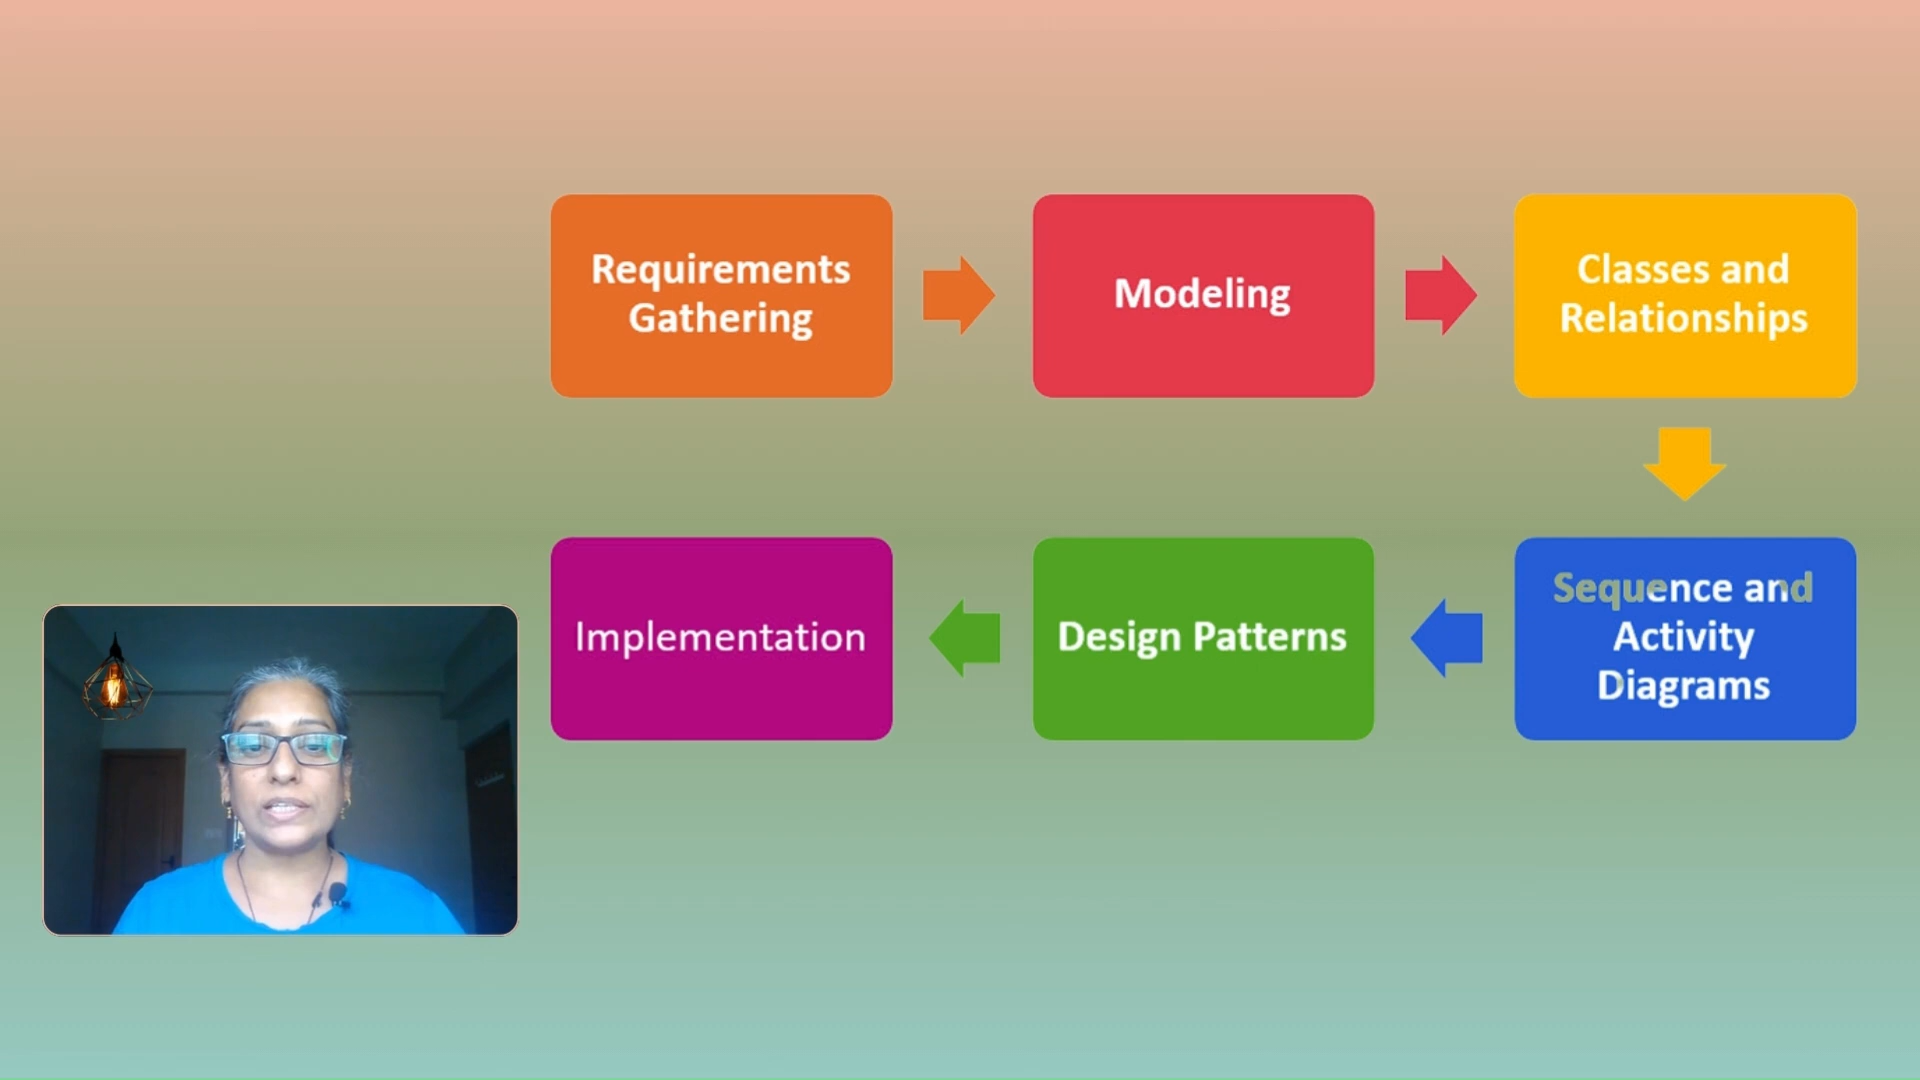 Requirements
Gathering
Modeling
Classes and
Relationships
Sequence and
Activity
Diagrams
Design Patterns
Implementation